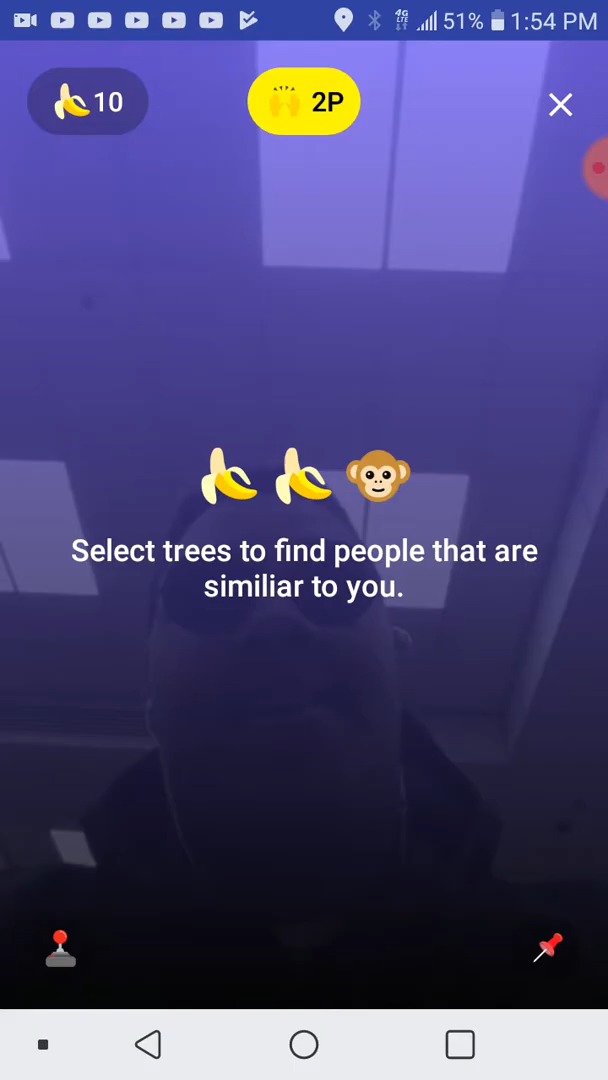 51% 1:54 PM
10
2P
Select trees to find people that are
similiar to you.